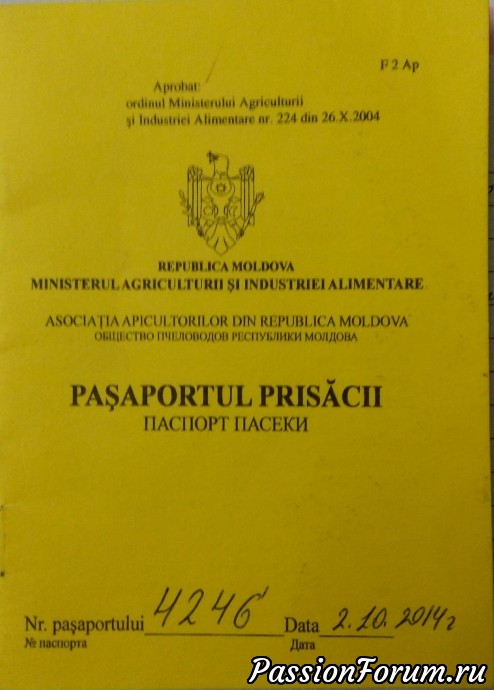 F 2 Ap
Aprobat:
ordinul Ministerului Agriculturii
şi Industriei Alimentare nr. 224 din 26.X.2004
REPUBLICA MOLDOVA
MINISTERUL AGRICULTURII ŞI INDUSTRIEI ALIMENTARE
ASOCIAŢIA APICULTORILOR DIN REPUBLICA MOLDOVA
ОБЩЕСТВО ПЧЕЛОВОДОВ РЕСПУБЛИКИ МОЛДОВА
PAŞAPORTUL PRISĂCII
ПАСПОРТ ПАСЕКИ
Nr. paşaportului 4246 Data 2.10.2014г
№ паспорта Дата
PassionForum.ru